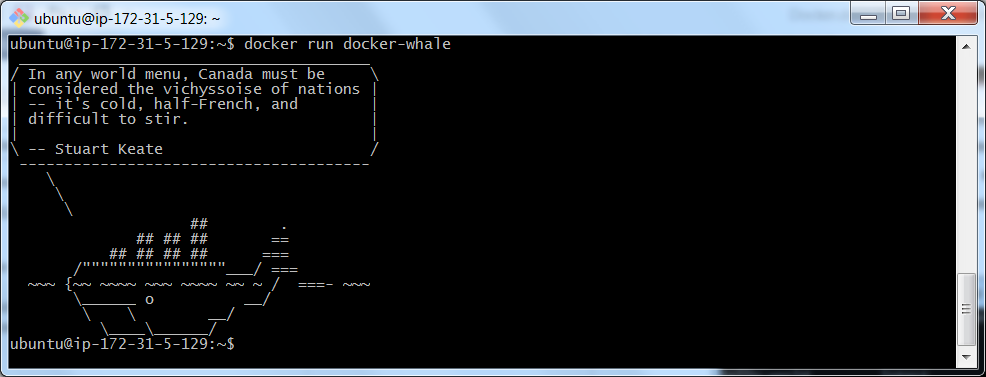 ubuntu@ip-172-31-5-129: ~
ubuntu@ip-172-31-5-129:~$ docker run docker-whale
 _______________________________________
/ In any world menu, Canada must be     \
| considered the vichyssoise of nations |
| -- it's cold, half-French, and        |
| difficult to stir.                    |
|                                       |
\ -- Stuart Keate                       /
 ---------------------------------------
    \
     \
      \
                    ##        .
              ## ## ##       ==
           ## ## ## ##      ===
       /""""""""""""""""___/ ===
  ~~~ {~~ ~~~~ ~~~ ~~~~ ~~ ~ /  ===- ~~~
       \______ o          __/
        \    \        __/
          \____\______/
ubuntu@ip-172-31-5-129:~$